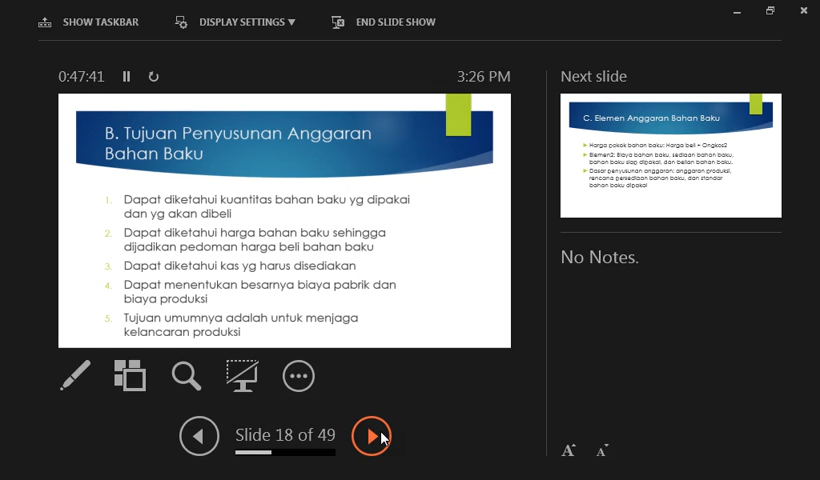 SHOW TASKBAR
DISPLAY SETTINGS ▼
END SLIDE SHOW
0:47:41
3:26 PM
B. Tujuan Penyusunan Anggaran
Bahan Baku
1. Dapat diketahui kuantitas bahan baku yg dipakai
dan yg akan dibeli
2. Dapat diketahui harga bahan baku sehingga
dijadikan pedoman harga beli bahan baku
3. Dapat diketahui kas yg harus disediakan
4. Dapat menentukan besarnya biaya pabrik dan
biaya produksi
5. Tujuan umumnya adalah untuk menjaga
kelancaran produksi
Slide 18 of 49
Next slide
C. Elemen Anggaran Bahan Baku
Harga pokok bahan baku: Harga beli + Ongkos2
Elemen2: Biaya bahan baku, sediaan bahan baku,
bahan baku siap dipakai, dan belian bahan baku.
Dasar penyusunan anggaran: anggaran produksi,
rencana persediaan bahan baku, dan standar
bahan baku dipakai
No Notes.
A A